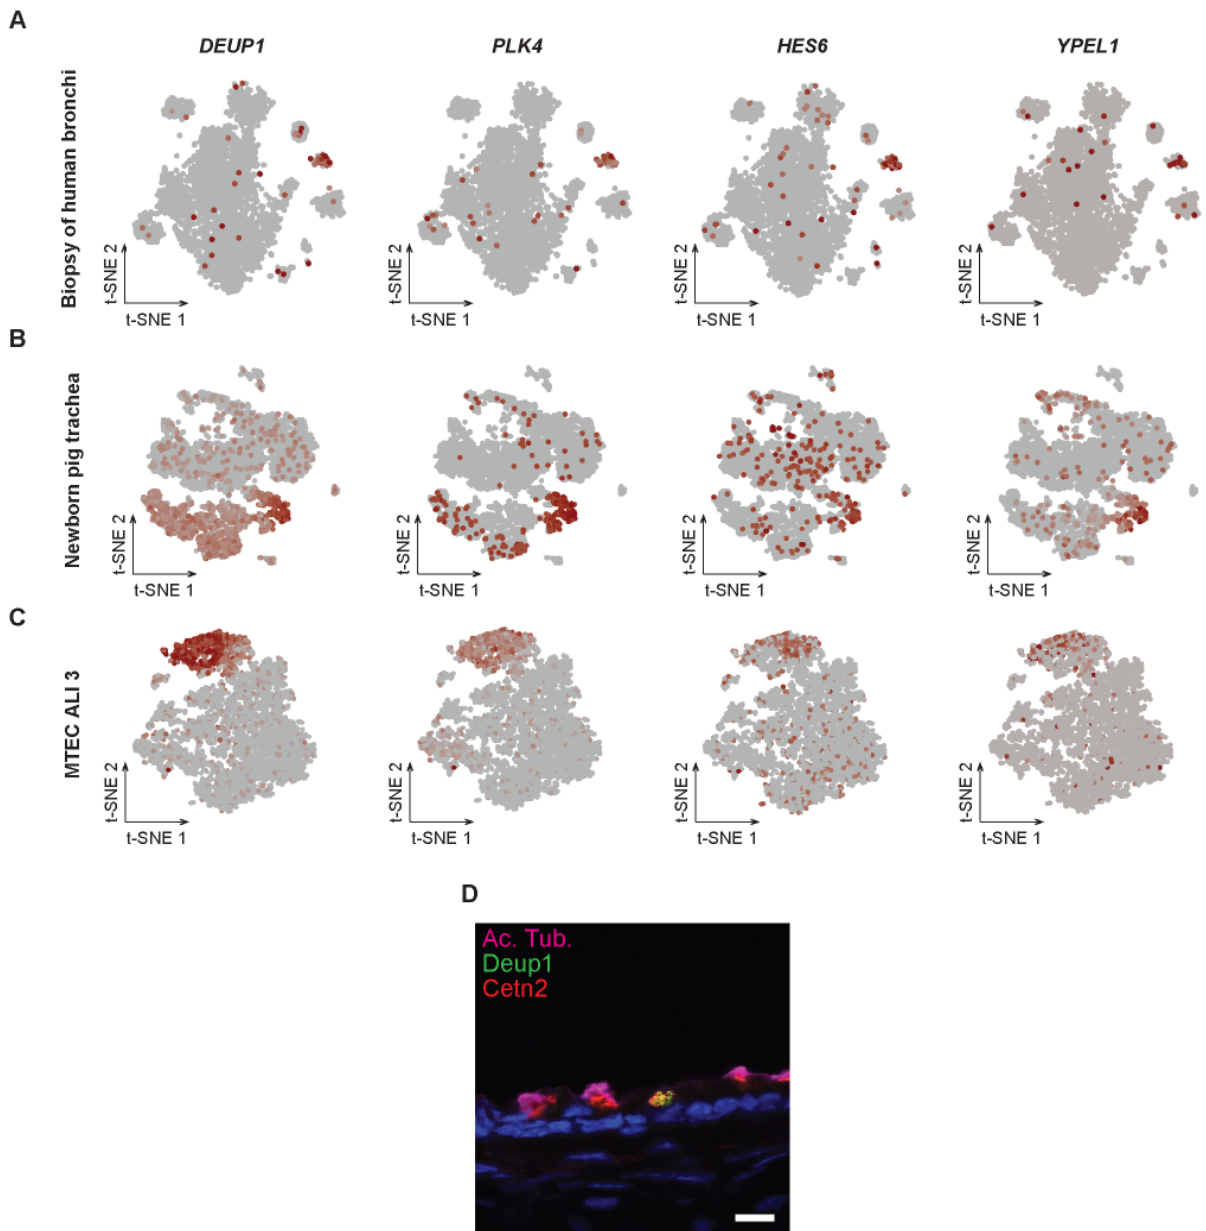 A
DEUP1 PLK4 HES6 YPEL1
Biopsy of human bronchi
t-SNE 2 t-SNE 2 t-SNE 2 t-SNE 2
t-SNE 1 t-SNE 1 t-SNE 1 t-SNE 1
B
Newborn pig trachea
t-SNE 2 t-SNE 2 t-SNE 2 t-SNE 2
t-SNE 1 t-SNE 1 t-SNE 1 t-SNE 1
C
MTEC ALI 3
t-SNE 2 t-SNE 2 t-SNE 2 t-SNE 2
t-SNE 1 t-SNE 1 t-SNE 1 t-SNE 1
D
Ac. Tub.
Deup1
Cetn2